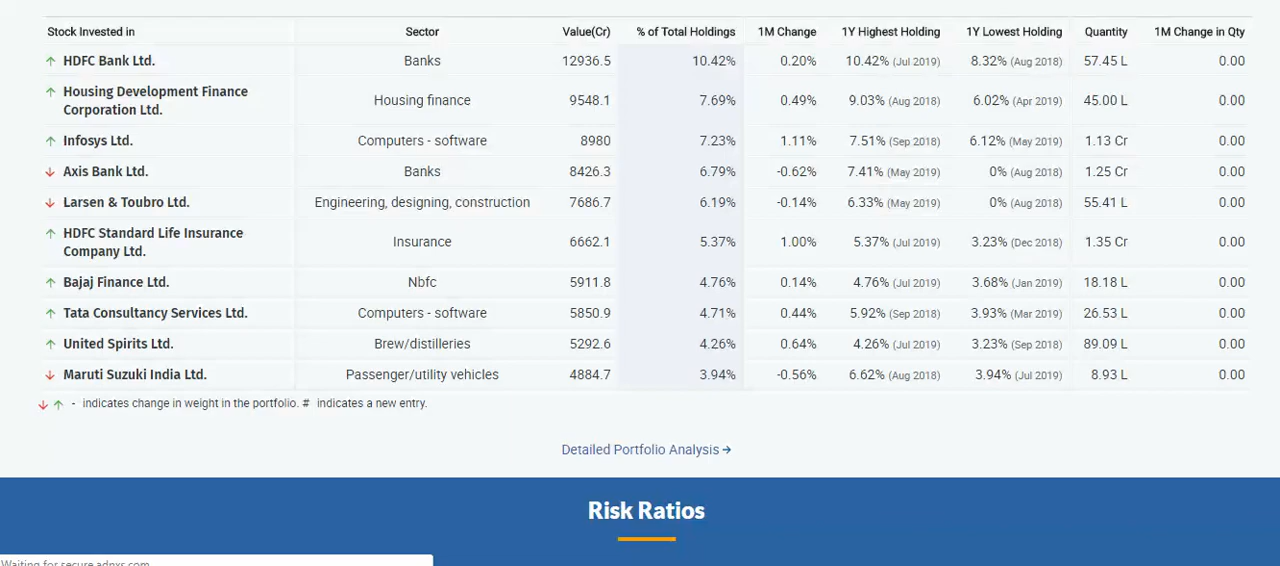 Stock Invested in Sector Value(Cr) % of Total Holdings 1M Change 1Y Highest Holding 1Y Lowest Holding Quantity 1M Change in Qty
↑ HDFC Bank Ltd. Banks 12936.5 10.42% 0.20% 10.42% (Jul 2019) 8.32% (Aug 2018) 57.45 L 0.00
↑ Housing Development Finance
Corporation Ltd. Housing finance 9548.1 7.69% 0.49% 9.03% (Aug 2018) 6.02% (Apr 2019) 45.00 L 0.00
↑ Infosys Ltd. Computers - software 8980 7.23% 1.11% 7.51% (Sep 2018) 6.12% (May 2019) 1.13 Cr 0.00
↓ Axis Bank Ltd. Banks 8426.3 6.79% -0.62% 7.41% (May 2019) 0% (Aug 2018) 1.25 Cr 0.00
↓ Larsen & Toubro Ltd. Engineering, designing, construction 7686.7 6.19% -0.14% 6.33% (May 2019) 0% (Aug 2018) 55.41 L 0.00
↑ HDFC Standard Life Insurance
Company Ltd. Insurance 6662.1 5.37% 1.00% 5.37% (Jul 2019) 3.23% (Dec 2018) 1.35 Cr 0.00
↑ Bajaj Finance Ltd. Nbfc 5911.8 4.76% 0.14% 4.76% (Jul 2019) 3.68% (Jan 2019) 18.18 L 0.00
↑ Tata Consultancy Services Ltd. Computers - software 5850.9 4.71% 0.44% 5.92% (Sep 2018) 3.93% (Mar 2019) 26.53 L 0.00
↑ United Spirits Ltd. Brew/distilleries 5292.6 4.26% 0.64% 4.26% (Jul 2019) 3.23% (Sep 2018) 89.09 L 0.00
↓ Maruti Suzuki India Ltd. Passenger/utility vehicles 4884.7 3.94% -0.56% 6.62% (Aug 2018) 3.94% (Jul 2019) 8.93 L 0.00
↓ ↑ - indicates change in weight in the portfolio. # indicates a new entry.
Detailed Portfolio Analysis →
Risk Ratios
Waiting for secure.adnxs.com